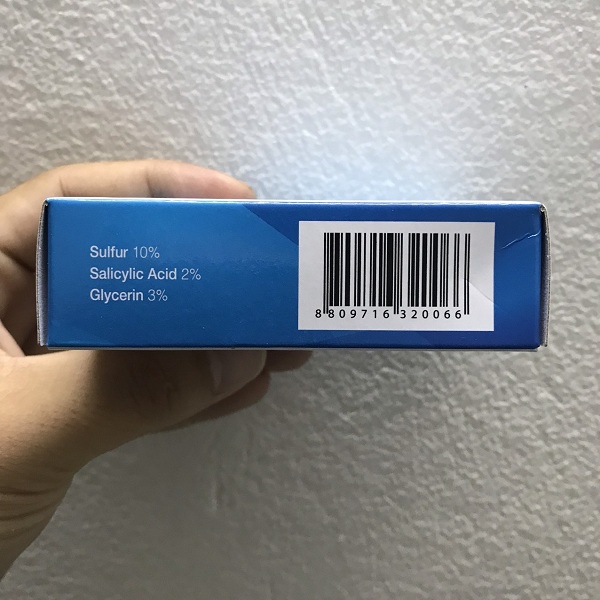 Sulfur 10%
Salicylic Acid 2%
Glycerin 3%
8 809716 320066